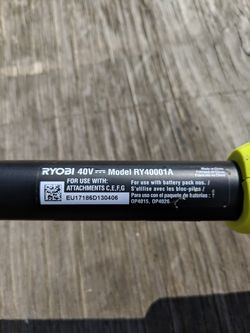 RYOBI 40V Model RY40001A
FOR USE WITH
ATTACHMENTS C,E,F,G
EU17186D130406
For use with battery pack nos. /
S'utilise avec les bloc-piles /
Para uso con el paquete de baterias :
OP4015, OP4026